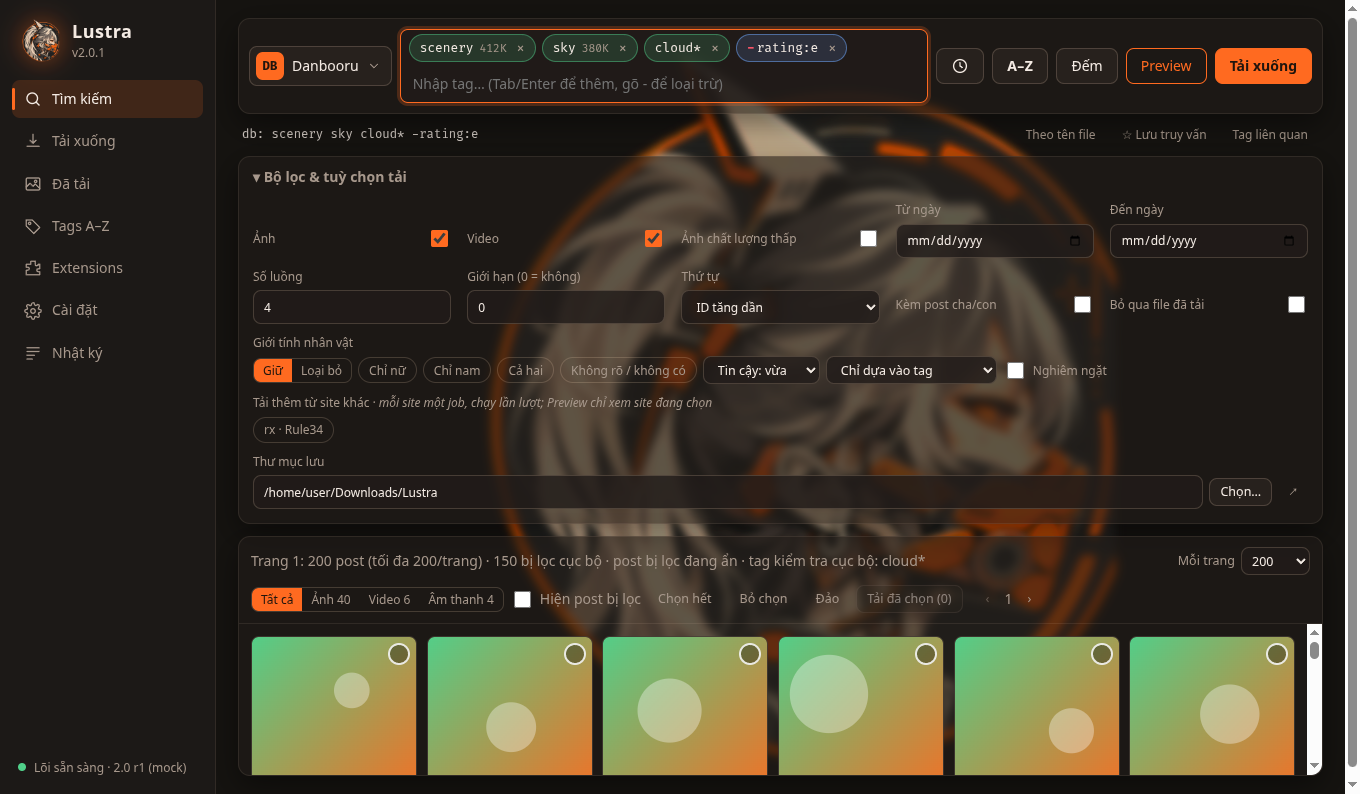 Lustra
v2.0.1
Tìm kiếm
Tải xuống
Đã tải
Tags A–Z
Extensions
Cài đặt
Nhật ký
Lõi sẵn sàng · 2.0 r1 (mock)
DB Danbooru
scenery 412K × sky 380K × cloud* × −rating:e ×
Nhập tag... (Tab/Enter để thêm, gõ - để loại trừ)
A–Z Đếm Preview Tải xuống
db: scenery sky cloud* -rating:e
Theo tên file ☆ Lưu truy vấn Tag liên quan
▾ Bộ lọc & tuỳ chọn tải
Ảnh Video Ảnh chất lượng thấp Từ ngày Đến ngày
mm/dd/yyyy mm/dd/yyyy
Số luồng Giới hạn (0 = không) Thứ tự
4 0 ID tăng dần Kèm post cha/con Bỏ qua file đã tải
Giới tính nhân vật
Giữ Loại bỏ Chỉ nữ Chỉ nam Cả hai Không rõ / không có Tin cậy: vừa Chỉ dựa vào tag Nghiêm ngặt
Tải thêm từ site khác · mỗi site một job, chạy lần lượt; Preview chỉ xem site đang chọn
rx · Rule34
Thư mục lưu
/home/user/Downloads/Lustra Chọn... ↗
Trang 1: 200 post (tối đa 200/trang) · 150 bị lọc cục bộ · post bị lọc đang ẩn · tag kiểm tra cục bộ: cloud* Mỗi trang 200
Tất cả Ảnh 40 Video 6 Âm thanh 4 Hiện post bị lọc Chọn hết Bỏ chọn Đảo Tải đã chọn (0) ‹ 1 ›